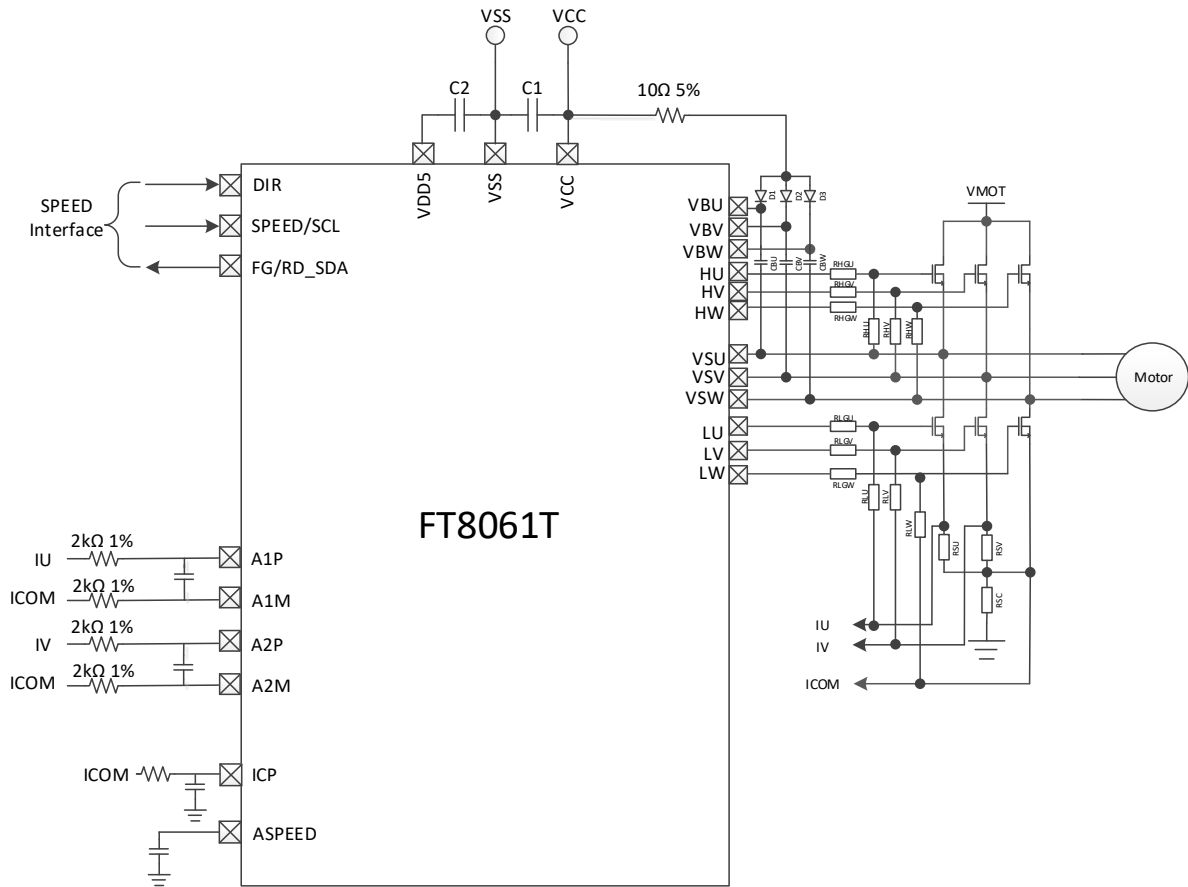 VSS
VCC
C2
C1
10Ω 5%
VDD5
VSS
VCC
SPEED
Interface
DIR
SPEED/SCL
FG/RD_SDA
VBU
VBV
VBW
HU
HV
HW
VSU
VSV
VSW
LU
LV
LW
D1
D2
D3
CBU
CBV
CBW
VMOT
RHGU
RHGV
RHGW
RHU
RHV
RHW
Motor
RLGU
RLGV
RLGW
RLU
RLV
RLW
RSU
RSV
RSC
FT8061T
IU
2kΩ 1%
A1P
ICOM
2kΩ 1%
A1M
IV
2kΩ 1%
A2P
ICOM
2kΩ 1%
A2M
IU
IV
ICOM
ICOM
ICP
ASPEED